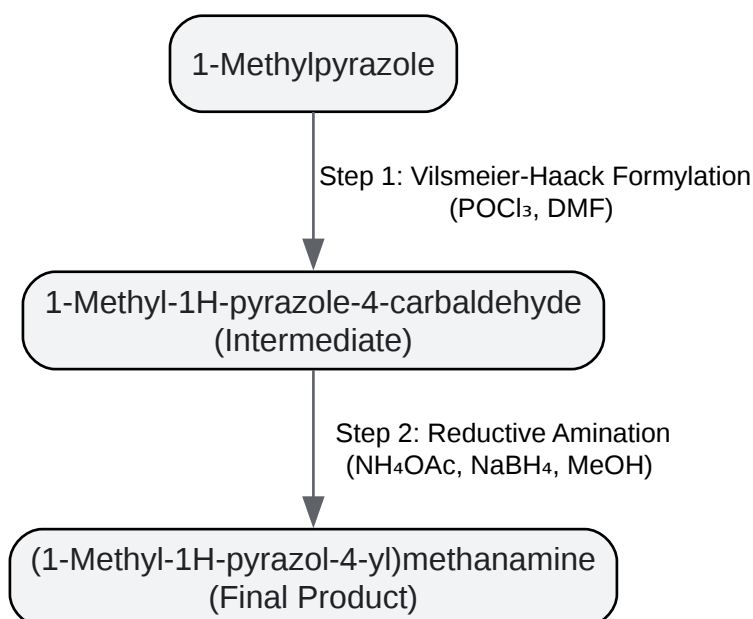 1-Methylpyrazole
Step 1: Vilsmeier-Haack Formylation
(POCl₃, DMF)
1-Methyl-1H-pyrazole-4-carbaldehyde
(Intermediate)
Step 2: Reductive Amination
(NH₄OAc, NaBH₄, MeOH)
(1-Methyl-1H-pyrazol-4-yl)methanamine
(Final Product)